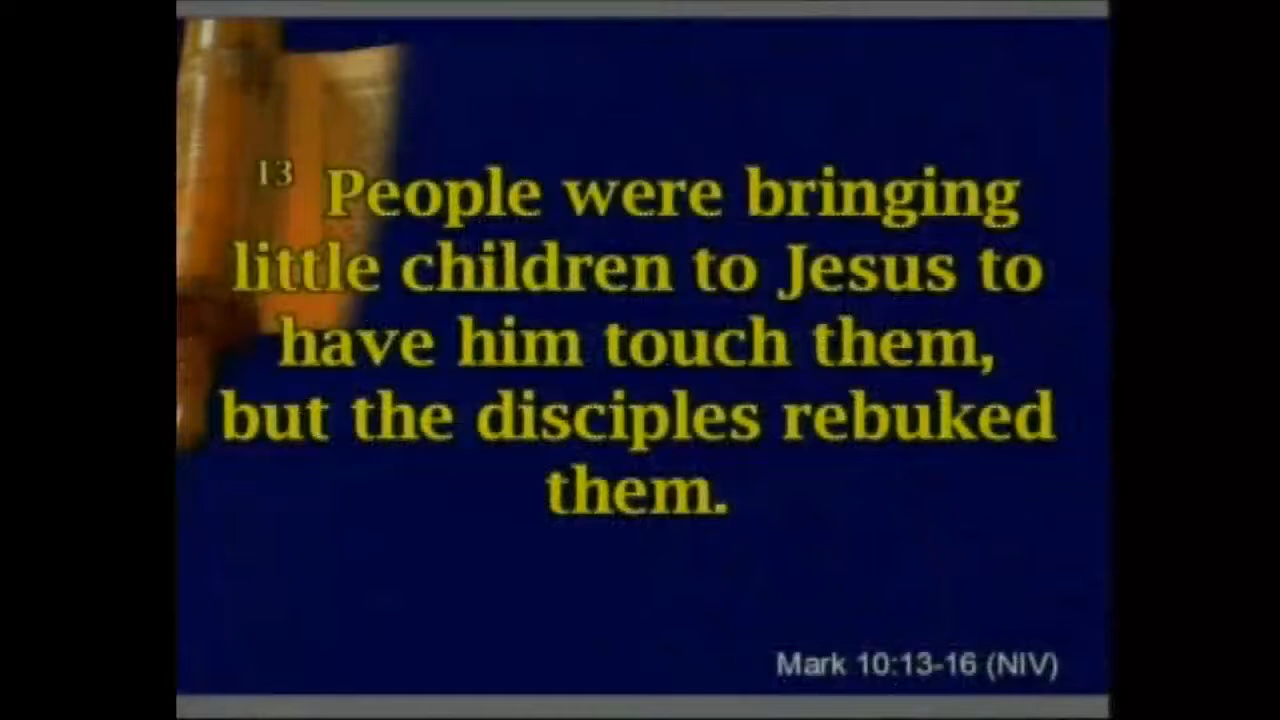 13 People were bringing
little children to Jesus to
have him touch them,
but the disciples rebuked
them.
Mark 10:13-16 (NIV)